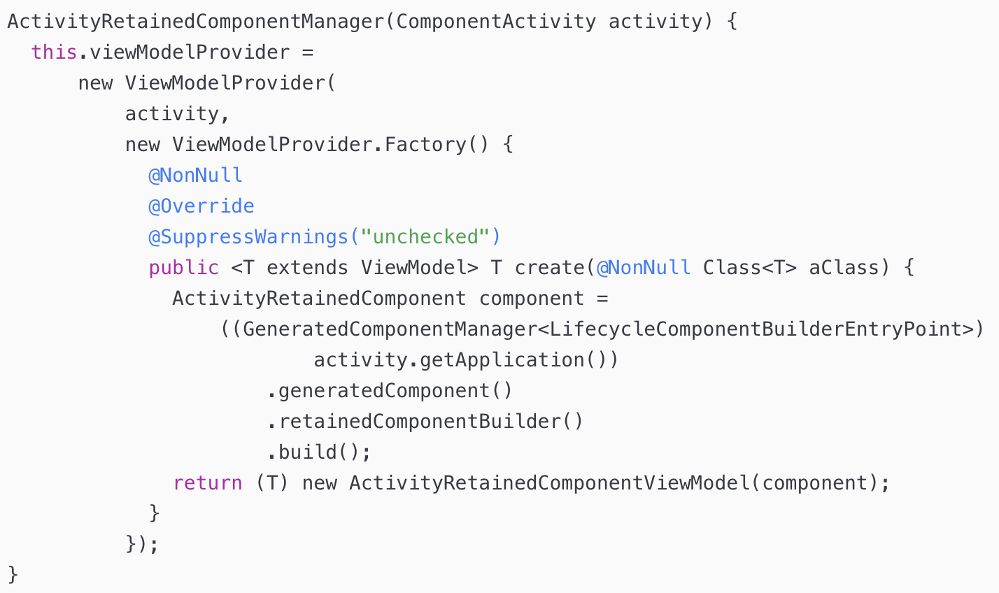 ActivityRetainedComponentManager(ComponentActivity activity) {
  this.viewModelProvider =
      new ViewModelProvider(
          activity,
          new ViewModelProvider.Factory() {
            @NonNull
            @Override
            @SuppressWarnings("unchecked")
            public <T extends ViewModel> T create(@NonNull Class<T> aClass) {
              ActivityRetainedComponent component =
                  ((GeneratedComponentManager<LifecycleComponentBuilderEntryPoint>)
                          activity.getApplication())
                      .generatedComponent()
                      .retainedComponentBuilder()
                      .build();
              return (T) new ActivityRetainedComponentViewModel(component);
            }
          });
}